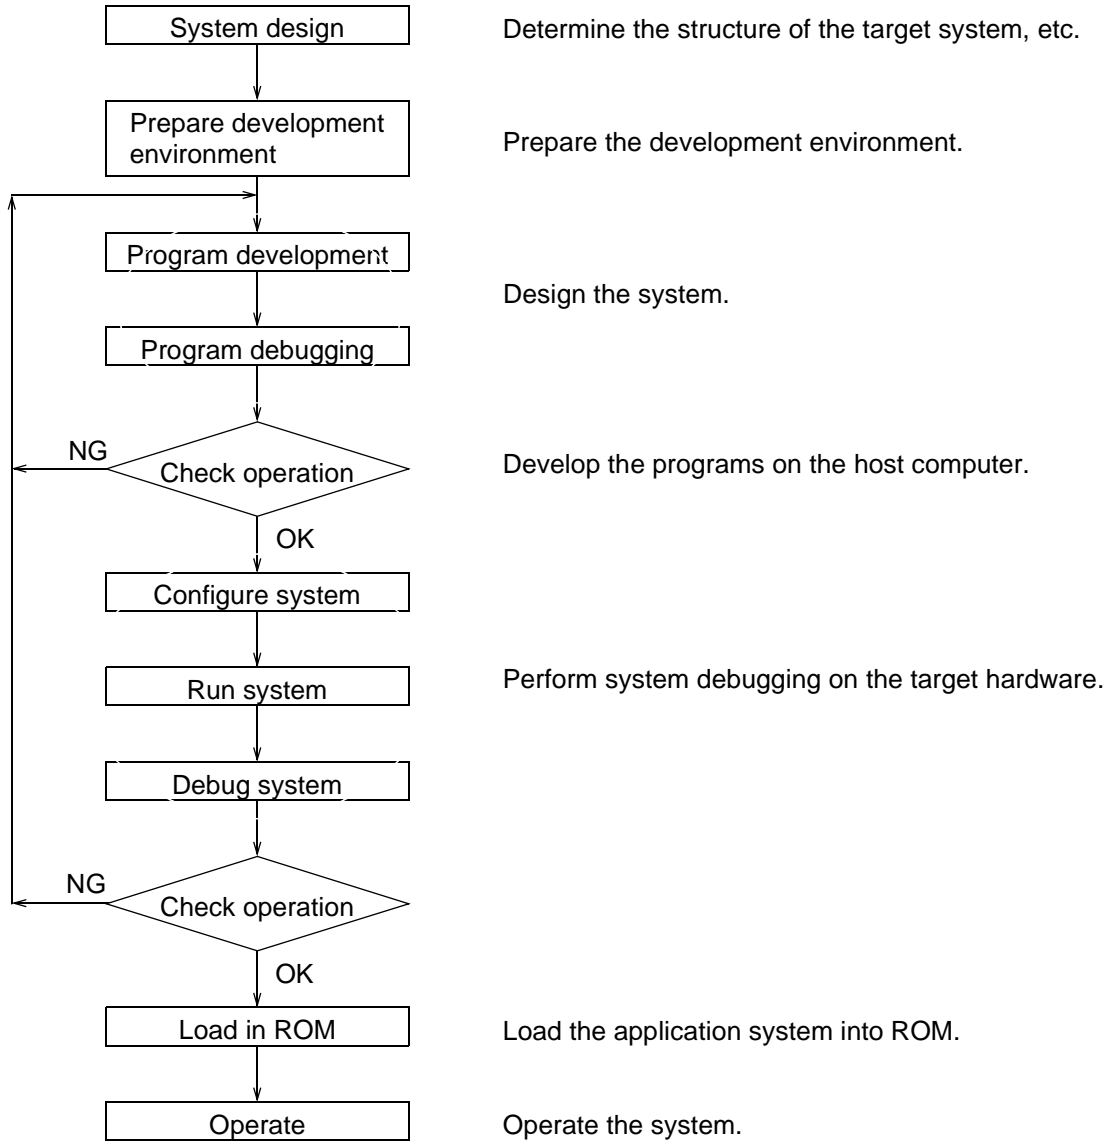 System design
Determine the structure of the target system, etc.
Prepare development
environment
Prepare the development environment.
Program development
Design the system.
Program debugging
NG
Check operation
Develop the programs on the host computer.
OK
Configure system
Run system
Perform system debugging on the target hardware.
Debug system
NG
Check operation
OK
Load in ROM
Load the application system into ROM.
Operate
Operate the system.